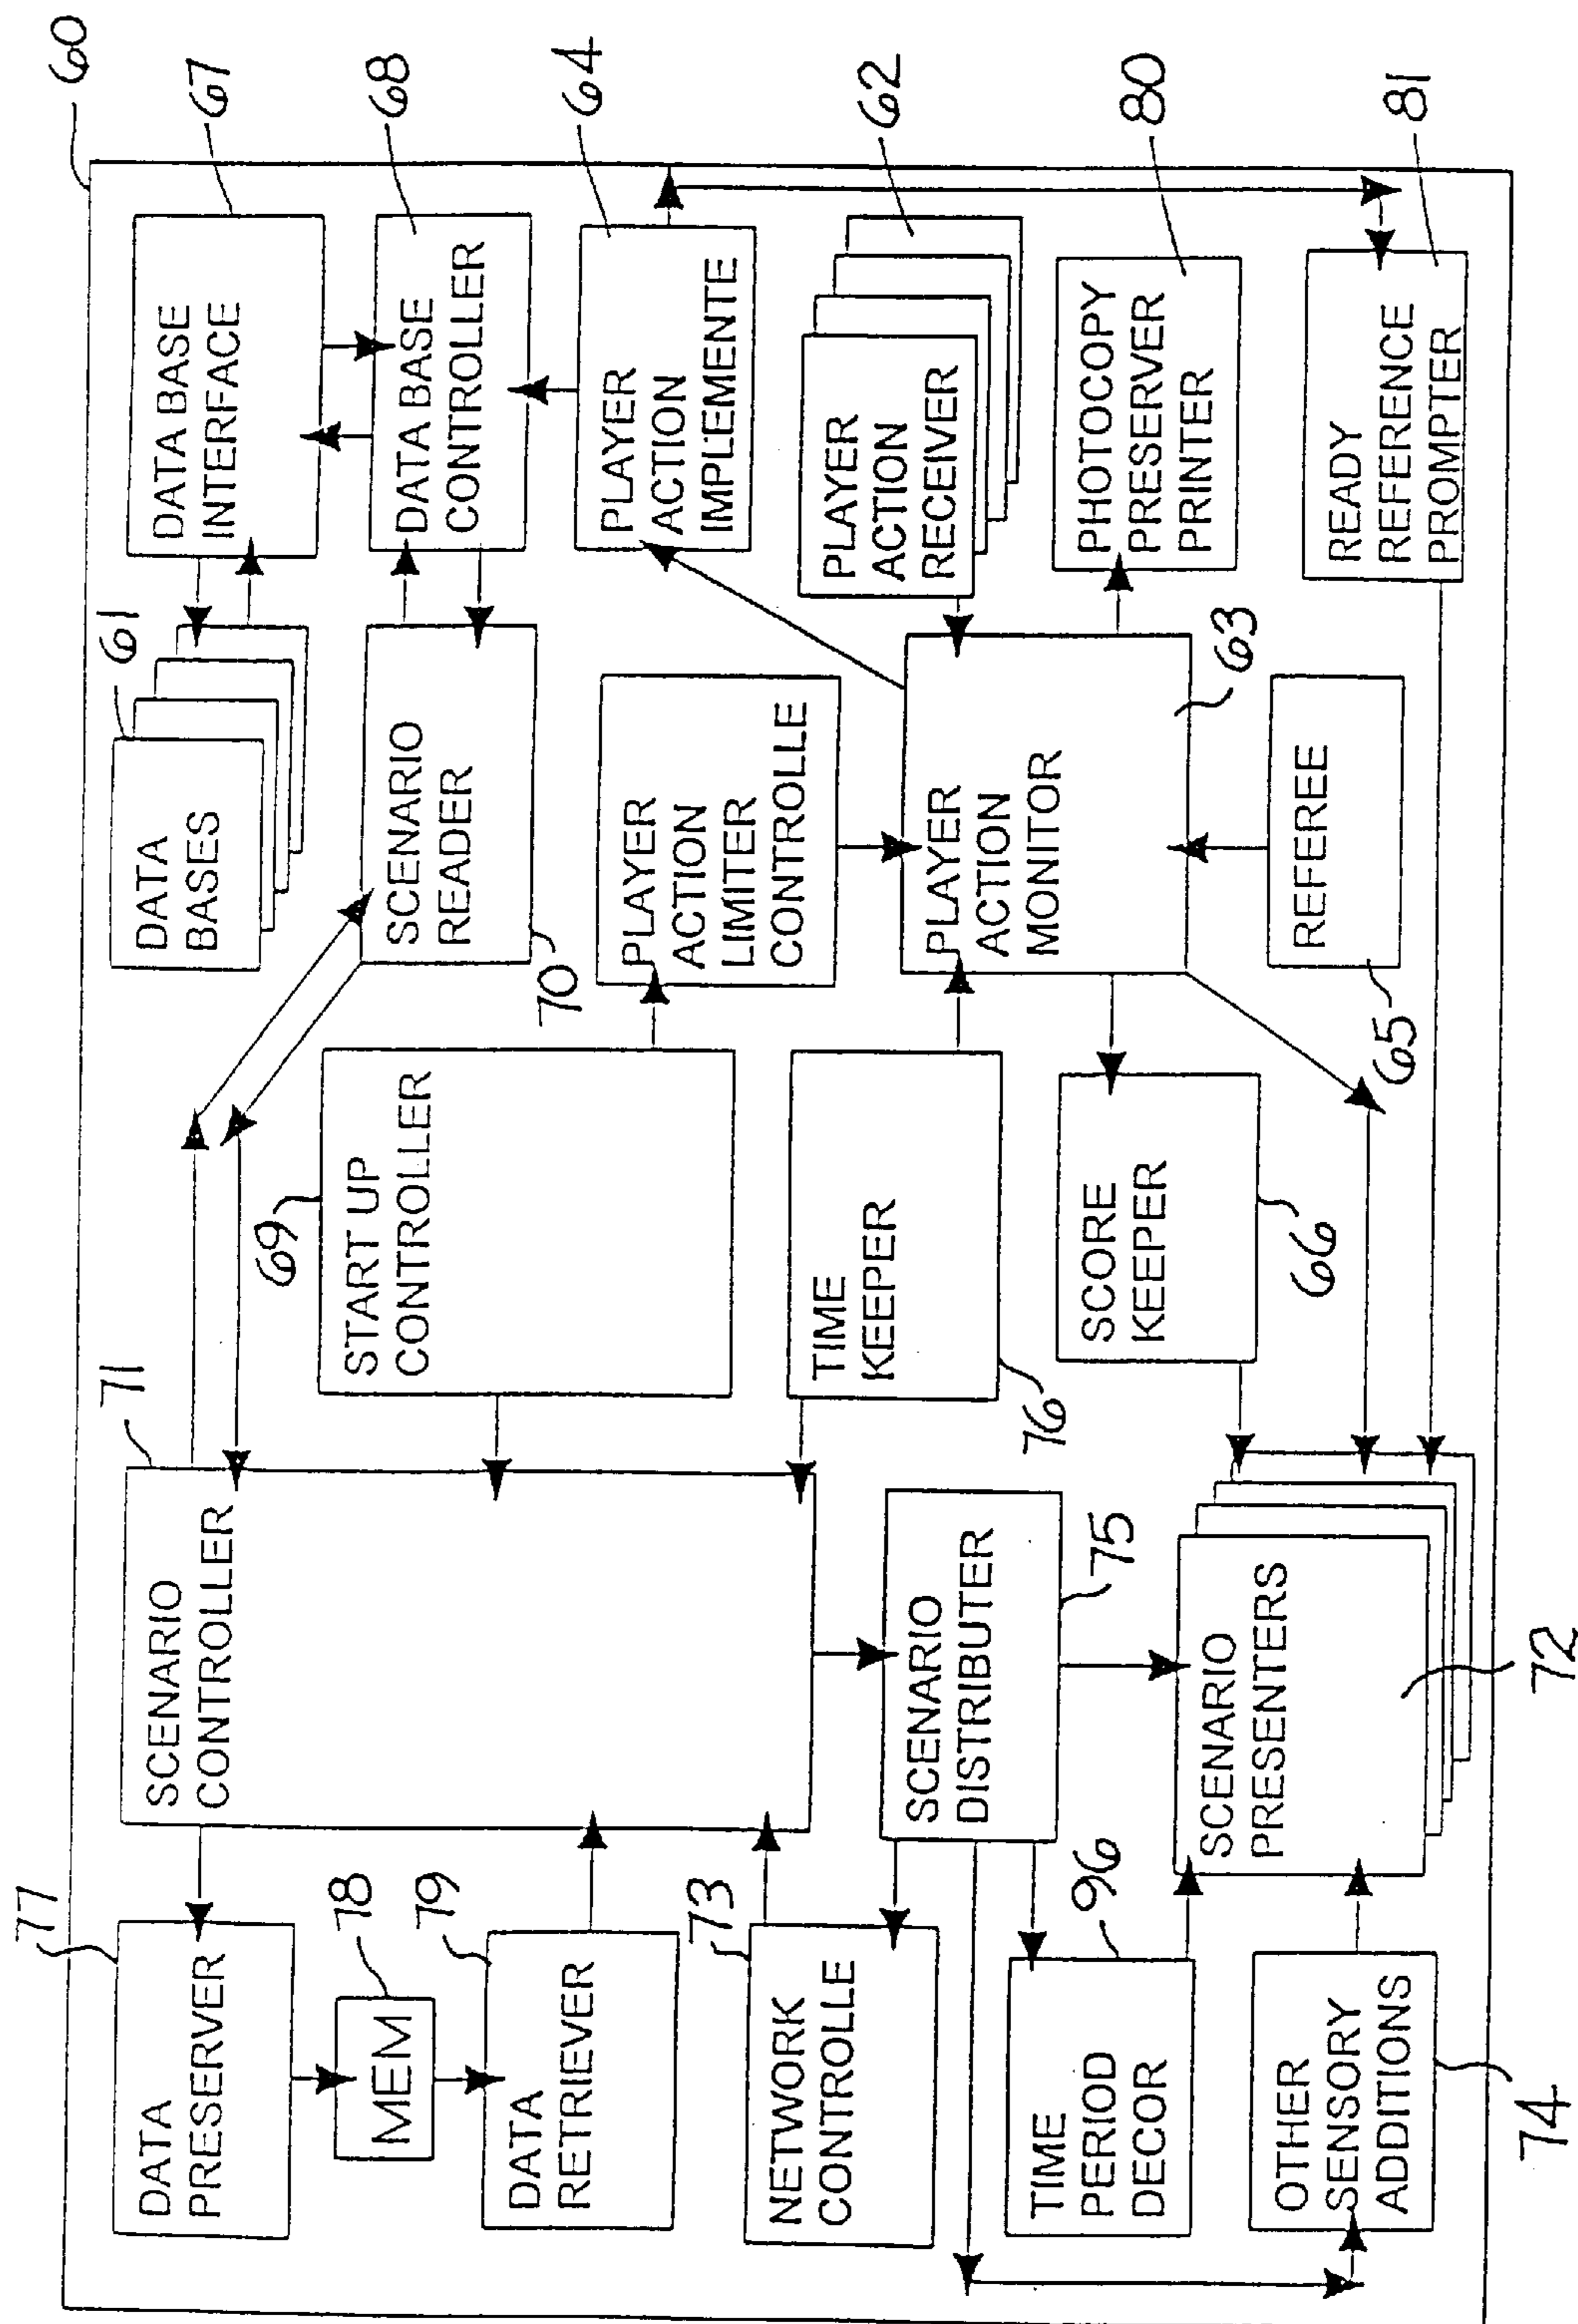 60
77
DATA
PRESERVER
78
MEM
79
DATA
RETRIEVER
73
NETWORK
CONTROLLE
96
TIME
PERIOD
DECOR
OTHER
SENSORY
ADDITIONS
74
71
SCENARIO
CONTROLLER
SCENARIO
DISTRIBUTER
75
SCENARIO
PRESENTERS
72
69
START UP
CONTROLLER
TIME
KEEPER
76
SCORE
KEEPER
66
61
DATA
BASES
SCENARIO
READER
70
PLAYER
ACTION
LIMITER
CONTROLLE
PLAYER
ACTION
MONITOR
63
REFEREE
65
DATA BASE
INTERFACE
67
DATA BASE
CONTROLLER
68
PLAYER
ACTION
IMPLEMENTE
64
PLAYER
ACTION
RECEIVER
62
PHOTOCOPY
PRESERVER
PRINTER
80
READY
REFERENCE
PROMPTER
81